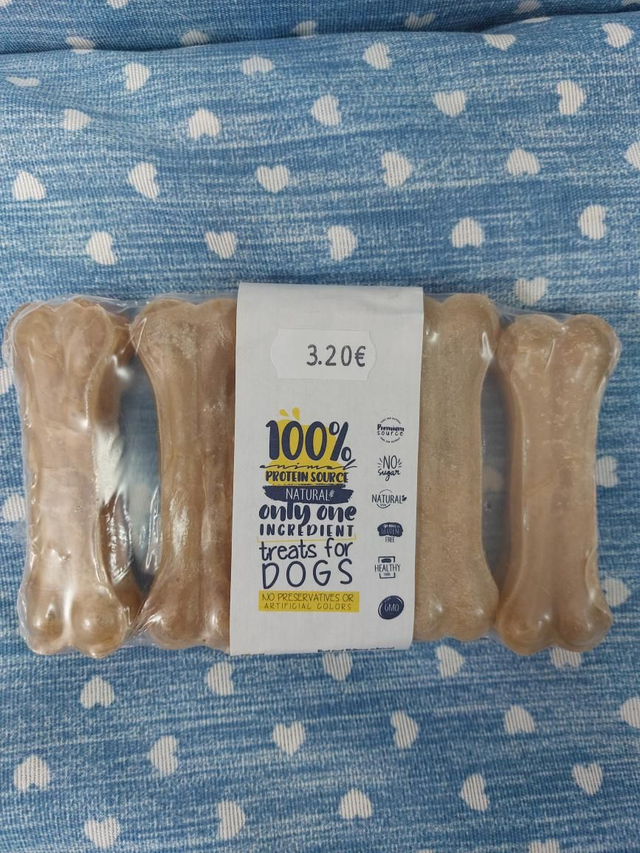 3.20€
100%
animal
PROTEIN SOURCE
NATURAL
only one
INGREDIENT
treats for
DOGS
NO PRESERVATIVES OR
ARTIFICIAL COLORS
Premium
source
NO
sugar
NATURAL
GLUTEN
FREE
HEALTHY
GMO